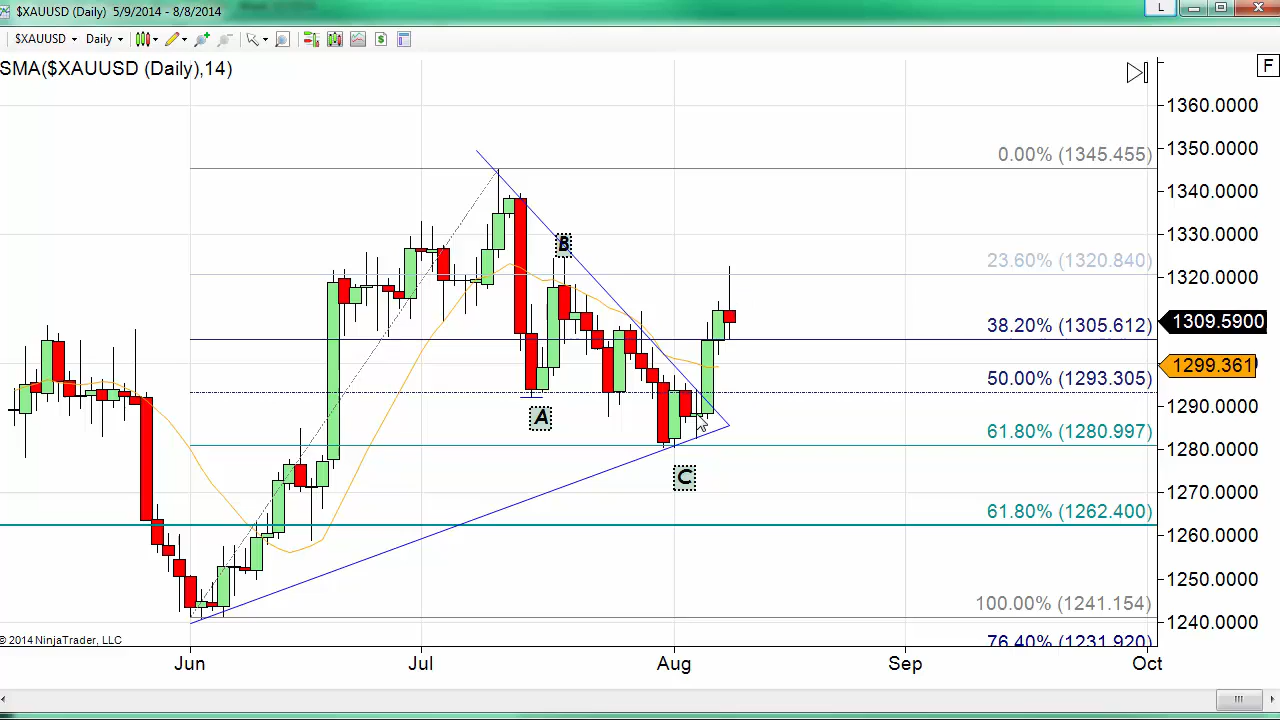 $XAUUSD (Daily) 5/9/2014 - 8/8/2014
L
$XAUUSD Daily $
SMA($XAUUSD (Daily),14)
F
1360.0000
0.00% (1345.455)
1350.0000
1340.0000
B
1330.0000
23.60% (1320.840)
1320.0000
38.20% (1305.612)
1309.5900
1299.361
50.00% (1293.305)
A
1290.0000
61.80% (1280.997)
1280.0000
C
1270.0000
61.80% (1262.400)
1260.0000
1250.0000
100.00% (1241.154)
1240.0000
© 2014 NinjaTrader, LLC
76.40% (1231.920)
Jun Jul Aug Sep Oct